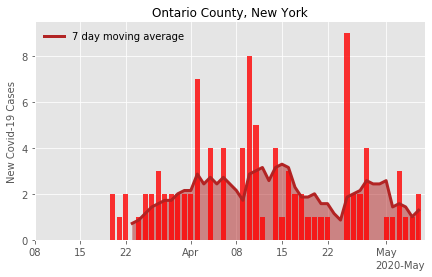 Ontario County, New York
7 day moving average
New Covid-19 Cases
8
6
4
2
0
08 15 22 Apr 08 15 22 May
2020-May